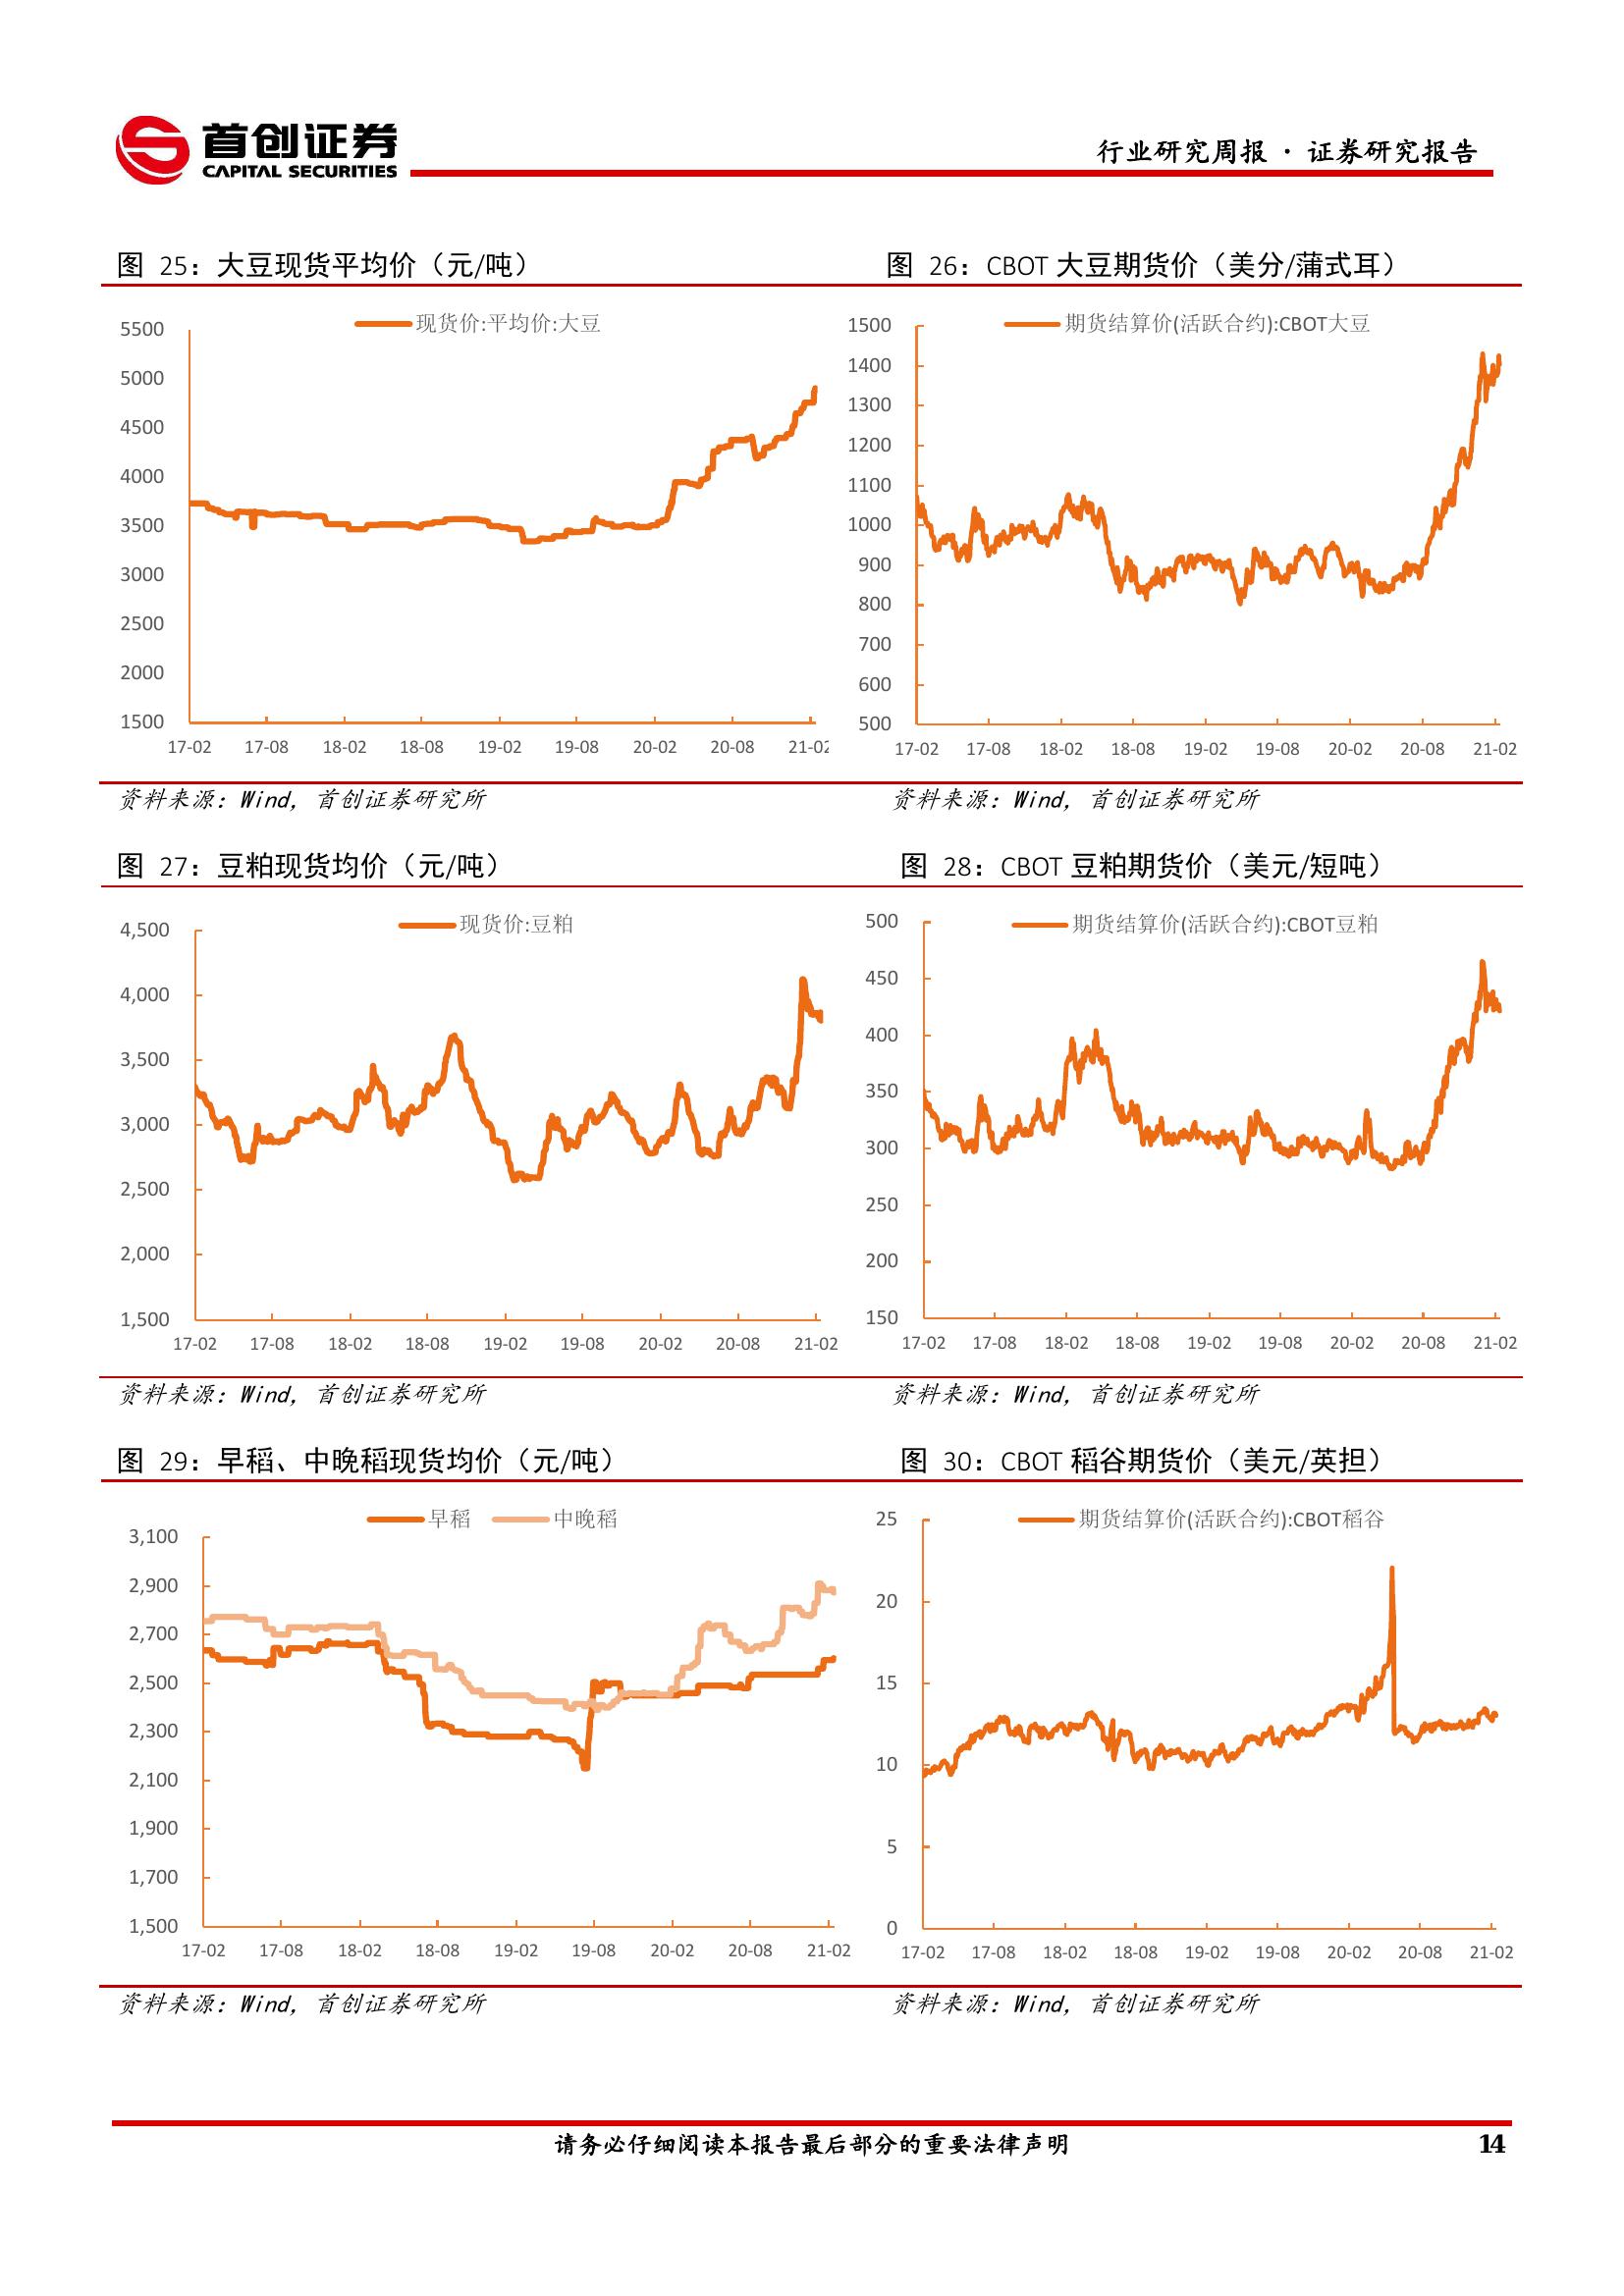 首创证券
CAPITAL SECURITIES
行业研究周报 · 证券研究报告
图 25：大豆现货平均价（元/吨）
现货价:平均价:大豆
5500
5000
4500
4000
3500
3000
2500
2000
1500
17-02 17-08 18-02 18-08 19-02 19-08 20-02 20-08 21-02
资料来源：Wind，首创证券研究所
图 26：CBOT 大豆期货价（美分/蒲式耳）
期货结算价(活跃合约):CBOT大豆
1500
1400
1300
1200
1100
1000
900
800
700
600
500
17-02 17-08 18-02 18-08 19-02 19-08 20-02 20-08 21-02
资料来源：Wind，首创证券研究所
图 27：豆粕现货均价（元/吨）
现货价:豆粕
4,500
4,000
3,500
3,000
2,500
2,000
1,500
17-02 17-08 18-02 18-08 19-02 19-08 20-02 20-08 21-02
资料来源：Wind，首创证券研究所
图 28：CBOT 豆粕期货价（美元/短吨）
期货结算价(活跃合约):CBOT豆粕
500
450
400
350
300
250
200
150
17-02 17-08 18-02 18-08 19-02 19-08 20-02 20-08 21-02
资料来源：Wind，首创证券研究所
图 29：早稻、中晚稻现货均价（元/吨）
早稻 中晚稻
3,100
2,900
2,700
2,500
2,300
2,100
1,900
1,700
1,500
17-02 17-08 18-02 18-08 19-02 19-08 20-02 20-08 21-02
资料来源：Wind，首创证券研究所
图 30：CBOT 稻谷期货价（美元/英担）
期货结算价(活跃合约):CBOT稻谷
25
20
15
10
5
0
17-02 17-08 18-02 18-08 19-02 19-08 20-02 20-08 21-02
资料来源：Wind，首创证券研究所
请务必仔细阅读本报告最后部分的重要法律声明 14